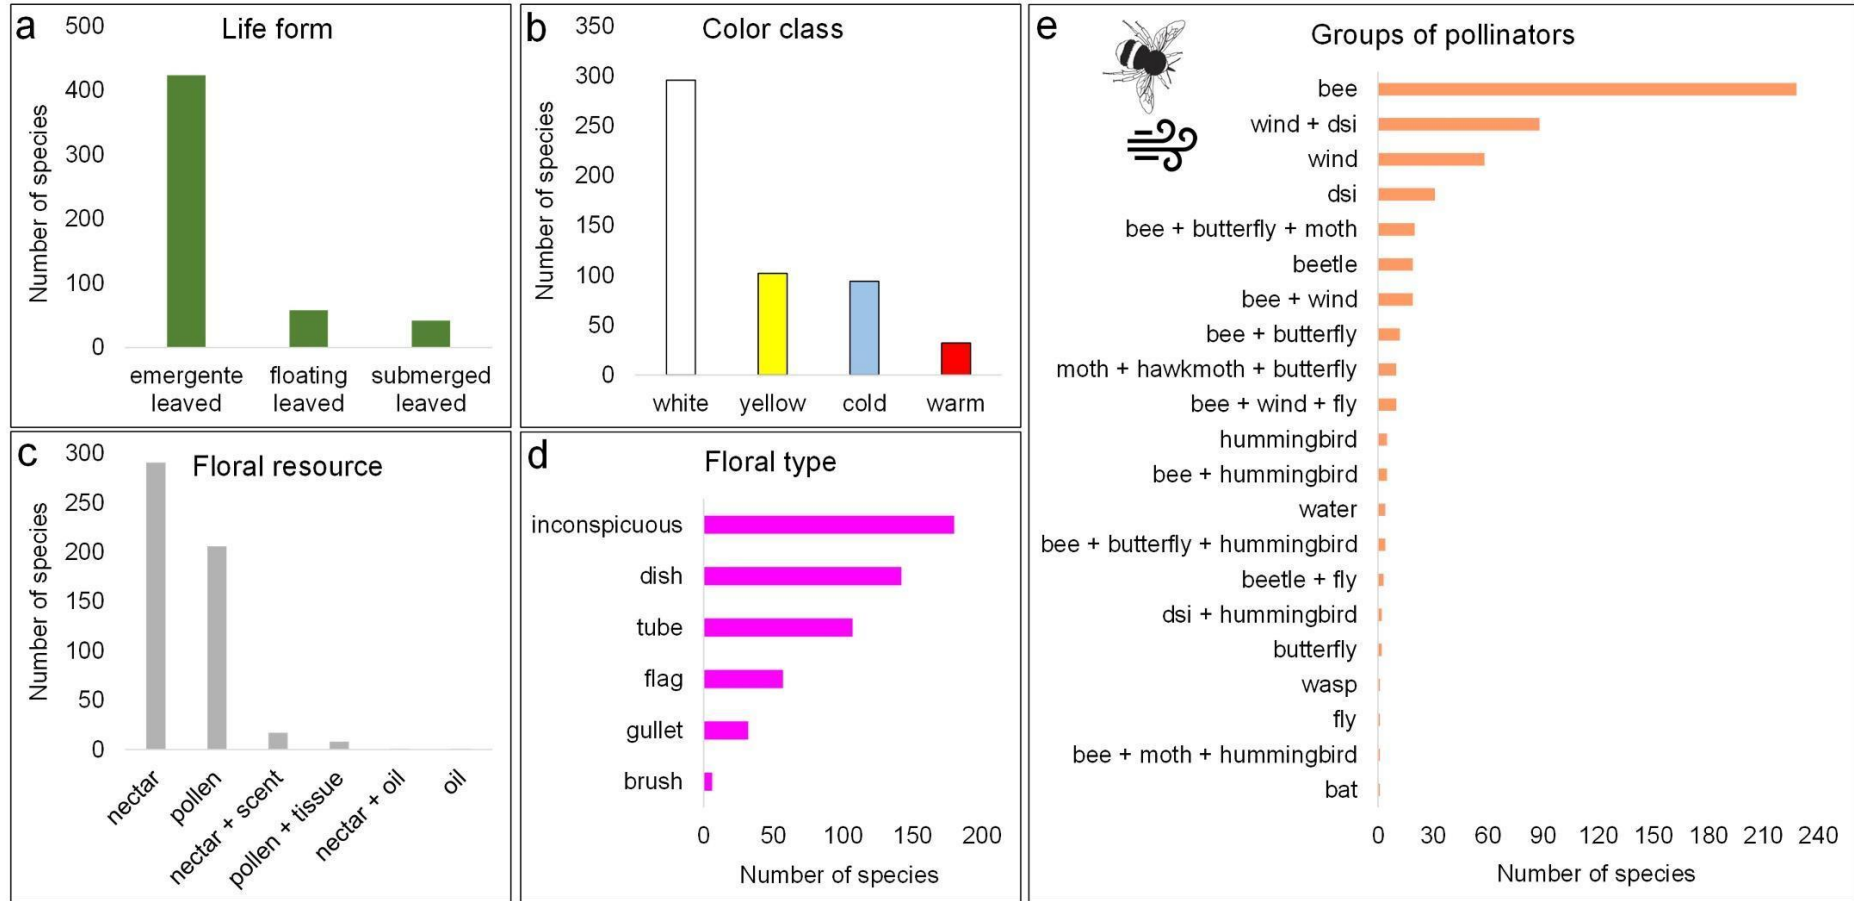 a
Life form
Number of species
500
400
300
200
100
0
emergente
leaved
floating
leaved
submerged
leaved
b
Color class
Number of species
350
300
250
200
150
100
50
0
white
yellow
cold
warm
c
Floral resource
Number of species
300
250
200
150
100
50
0
nectar
pollen
nectar + scent
pollen + tissue
nectar + oil
oil
d
Floral type
inconspicuous
dish
tube
flag
gullet
brush
0 50 100 150 200
Number of species
e
Groups of pollinators
bee
wind + dsi
wind
dsi
bee + butterfly + moth
beetle
bee + wind
bee + butterfly
moth + hawkmoth + butterfly
bee + wind + fly
hummingbird
bee + hummingbird
water
bee + butterfly + hummingbird
beetle + fly
dsi + hummingbird
butterfly
wasp
fly
bee + moth + hummingbird
bat
0 30 60 90 120 150 180 210 240
Number of species